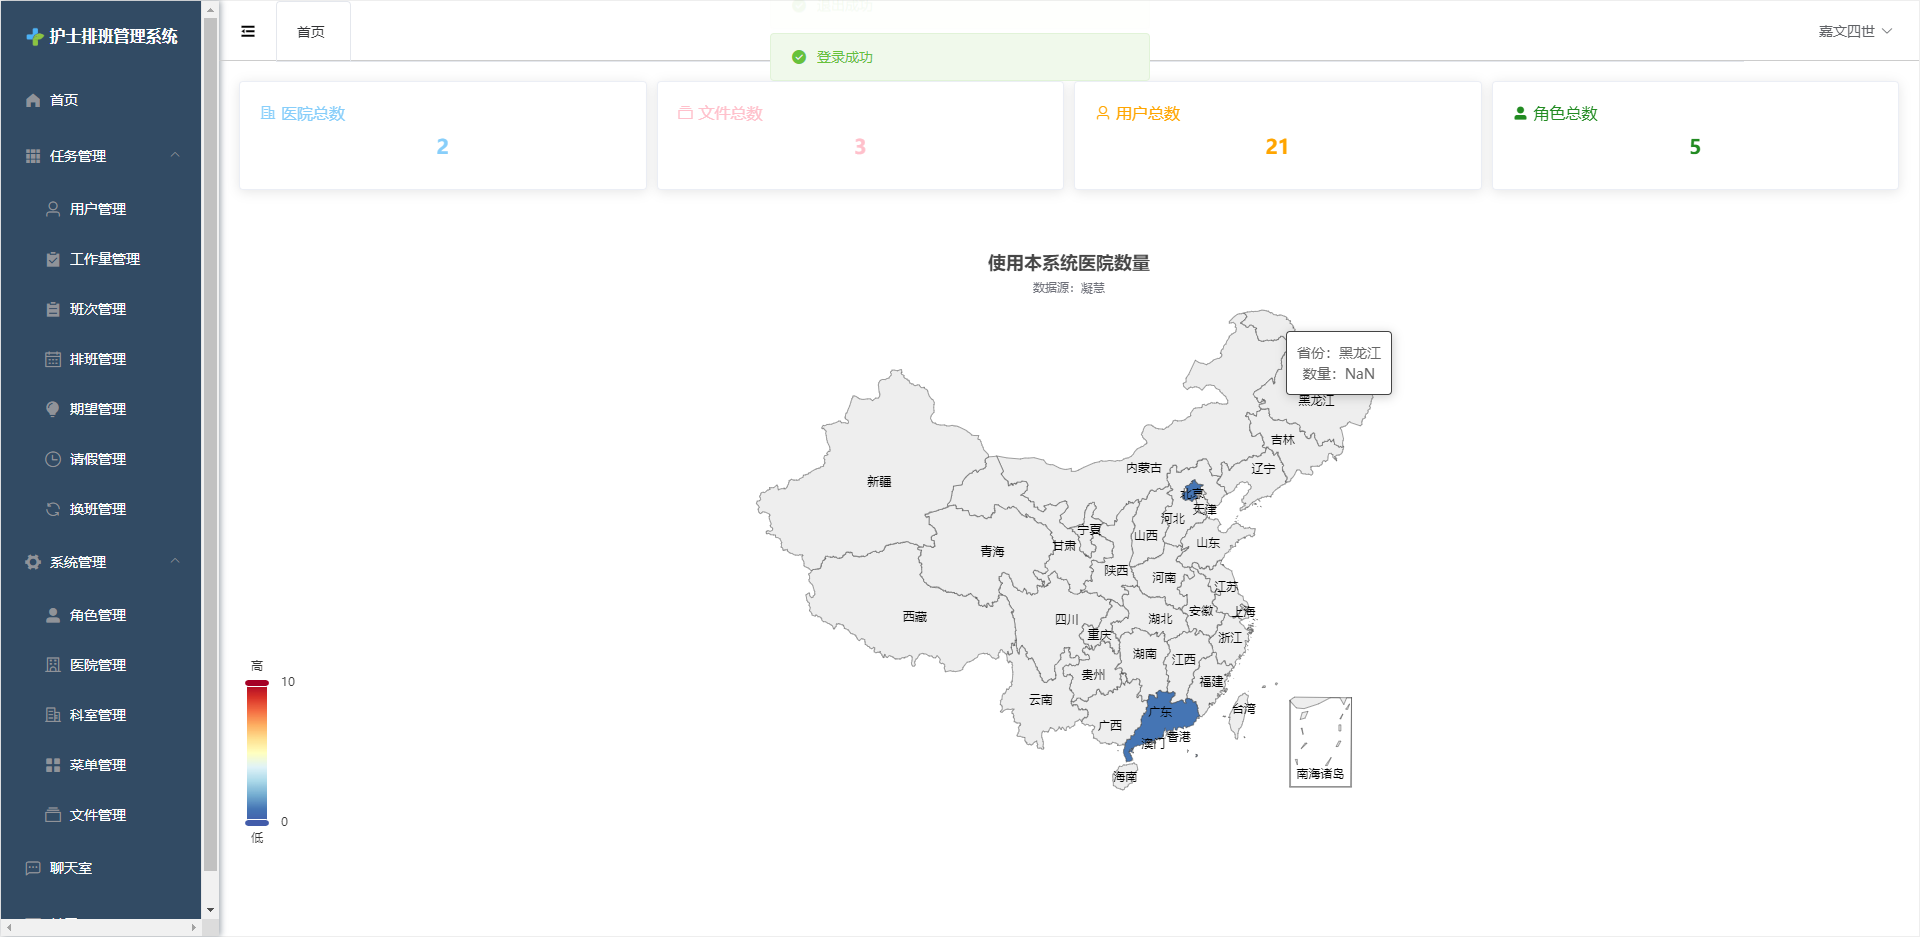 护士排班管理系统
首页
任务管理
用户管理
工作量管理
班次管理
排班管理
期望管理
请假管理
换班管理
系统管理
角色管理
医院管理
科室管理
菜单管理
文件管理
聊天室
首页
登录成功
嘉文四世
医院总数
2
文件总数
3
用户总数
21
角色总数
5
使用本系统医院数量
数据源：凝慧
省份：黑龙江
数量：NaN
黑龙江
吉林
内蒙古
辽宁
新疆
北京
天津
河北
宁夏
山西
山东
甘肃
青海
陕西
河南
江苏
安徽
上海
西藏
四川
湖北
重庆
浙江
湖南
江西
贵州
福建
云南
台湾
广东
广西
香港
澳门
海南
南海诸岛
高
10
0
低